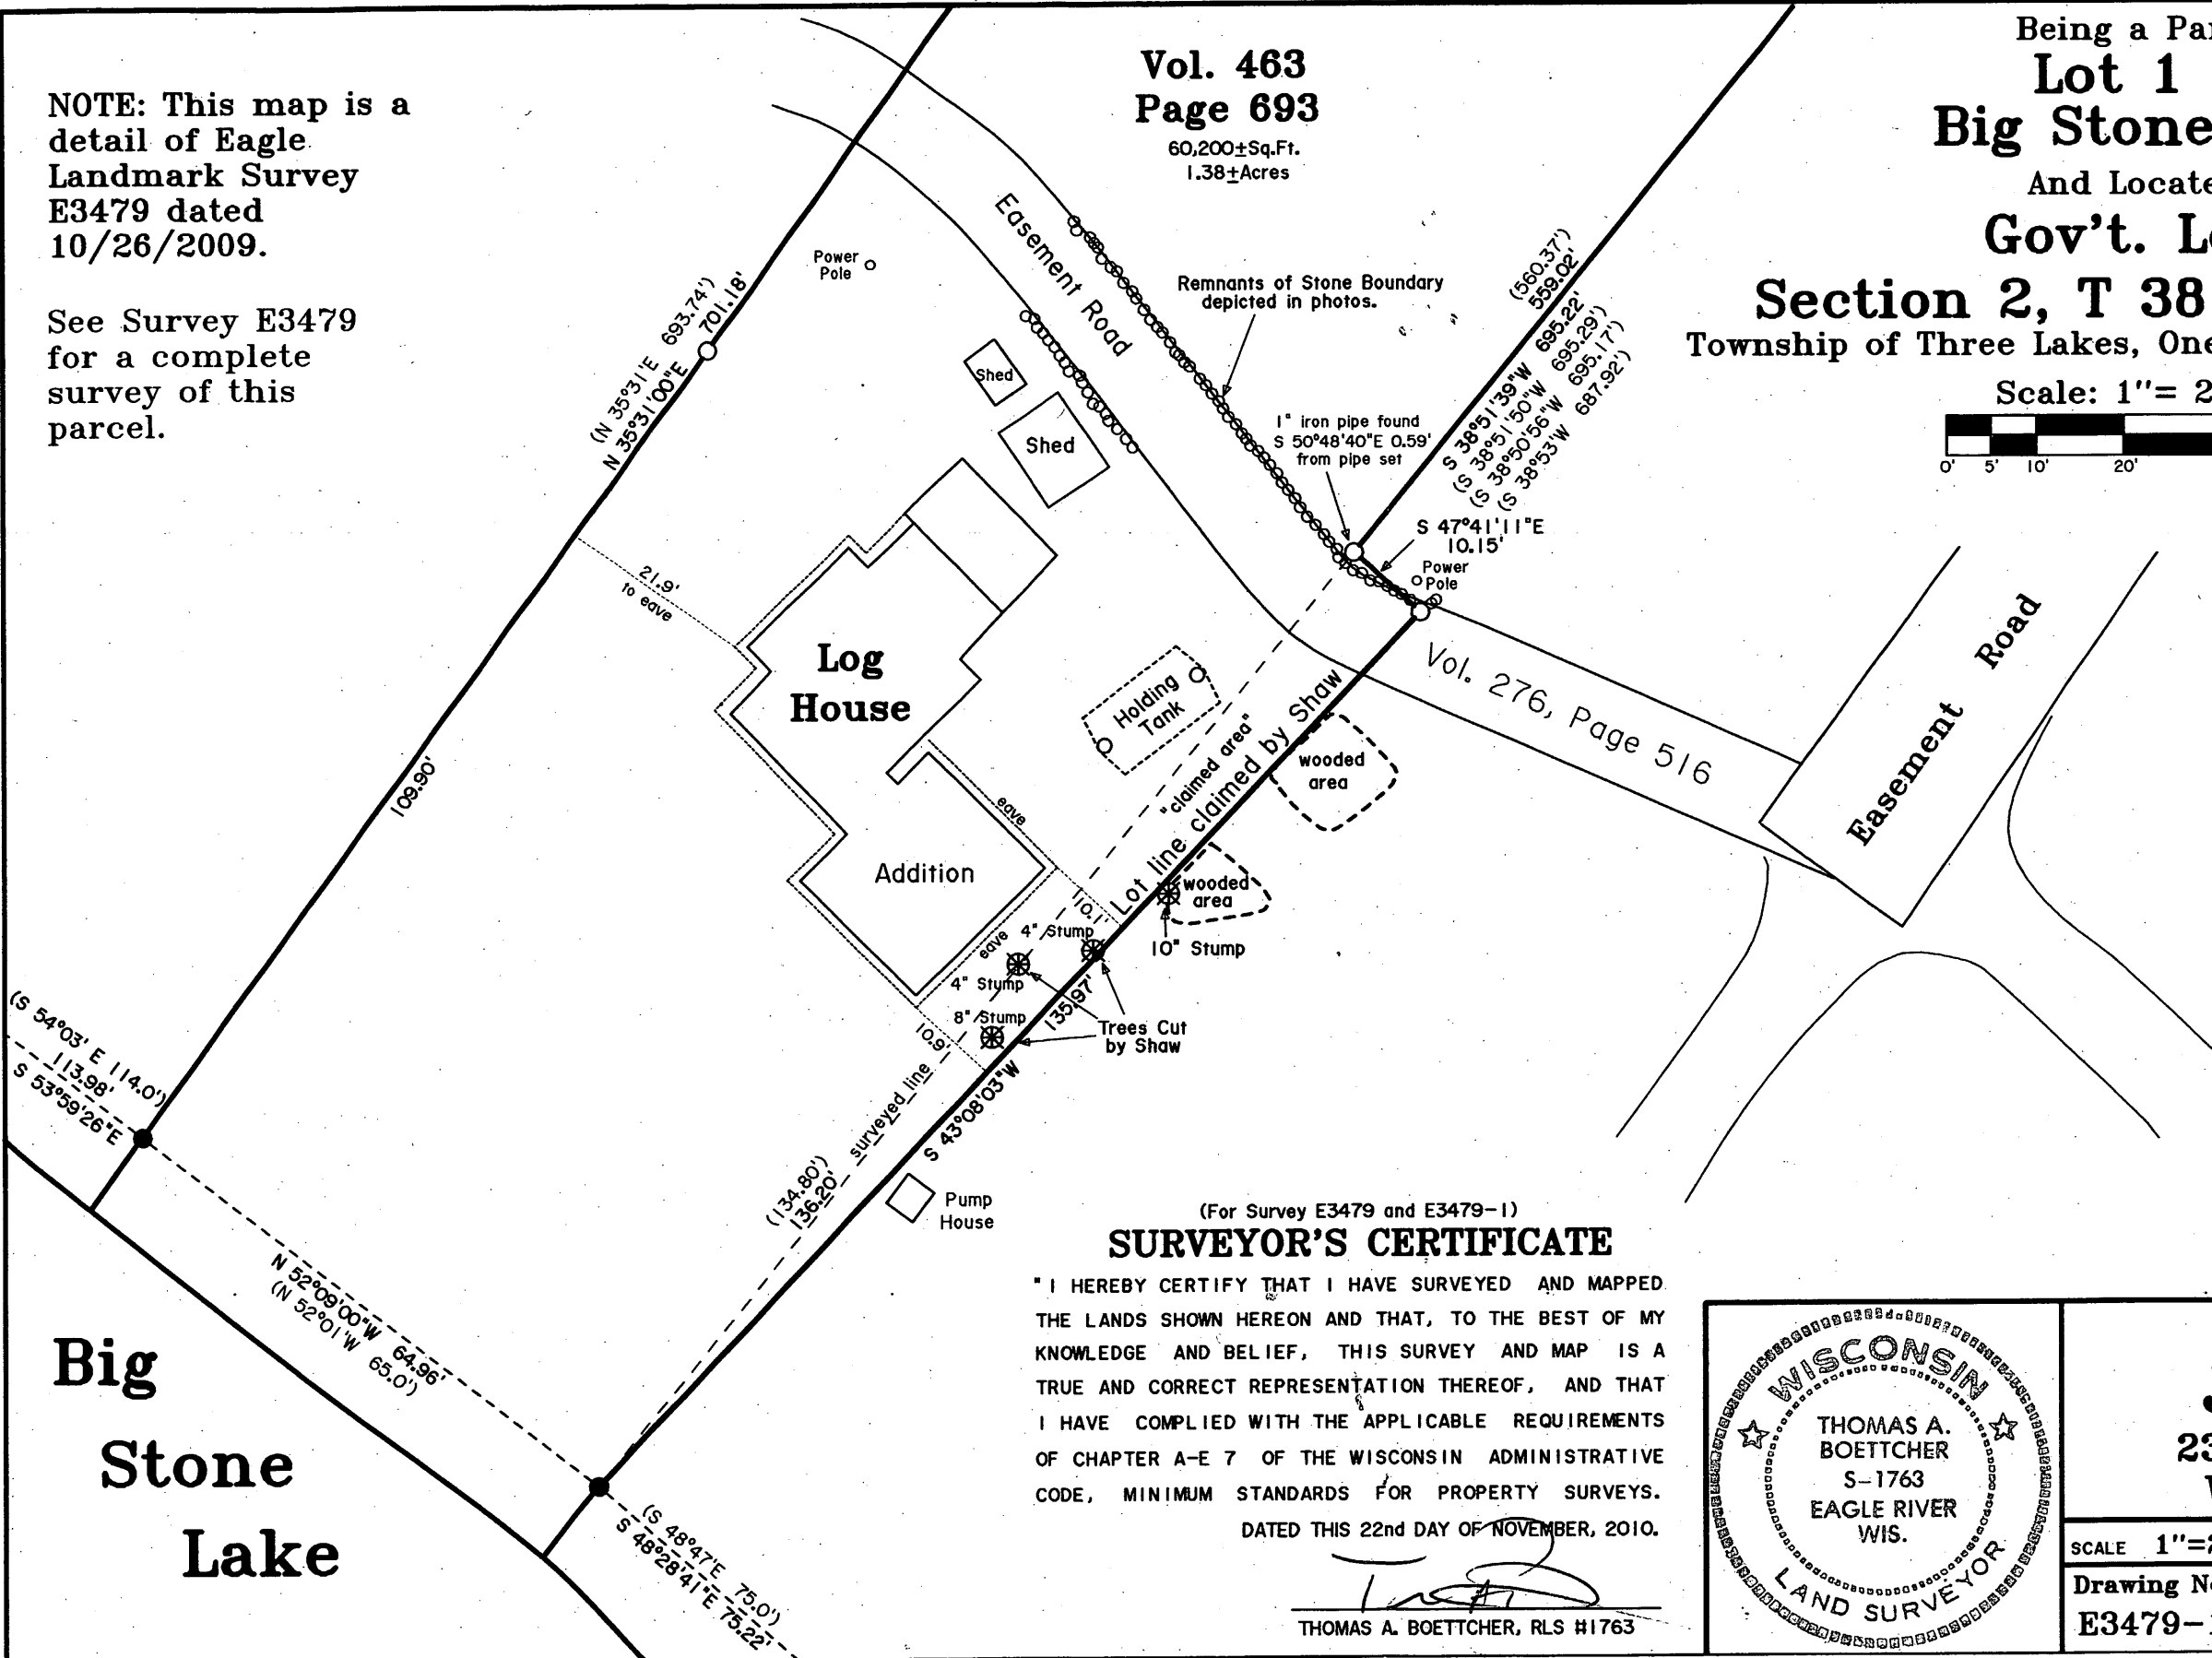 NOTE: This map is a
detail of Eagle
Landmark Survey
E3479 dated
10/26/2009.
See Survey E3479
for a complete
survey of this
parcel.
Vol. 463
Page 693
60,200±Sq.Ft.
1.38±Acres
Being a Pa
Lot 1
Big Stone
And Locate
Gov't. L
Section 2, T 38
Township of Three Lakes, One
Scale: 1"= 2
0' 5' 10' 20'
Power
Pole
Easement Road
Remnants of Stone Boundary
depicted in photos.
(N 35°31'E 693.74')
N 35°31'00"E 701.18'
(560.37')
559.02'
S 38°51'39"W 695.22'
(S 38°51'50"W 695.29')
(S 38°50'56"W 695.17')
(S 38°53'W 687.92')
Shed
Shed
1" iron pipe found
S 50°48'40"E 0.59'
from pipe set
S 47°41'11"E
10.15'
Power
Pole
21.9'
to eave
Log
House
Holding
Tank
"claimed area"
Lot line claimed by Shaw
wooded
area
Vol. 276, Page 516
Easement Road
109.90'
eave
Addition
wooded
area
10.1'
eave
4" Stump
10" Stump
4" Stump
8" Stump
135.97'
Trees Cut
by Shaw
10.9'
surveyed line
S 43°08'03"W
(134.80')
136.20'
Pump
House
(S 54°03' E 114.0')
113.98'
S 53°59'26"E
N 52°09'00"W 64.96'
(N 52°01'W 65.0')
Big
Stone
Lake
(S 48°47'E 75.0')
S 48°28'41"E 75.22'
(For Survey E3479 and E3479-1)
SURVEYOR'S CERTIFICATE
"I HEREBY CERTIFY THAT I HAVE SURVEYED AND MAPPED
THE LANDS SHOWN HEREON AND THAT, TO THE BEST OF MY
KNOWLEDGE AND BELIEF, THIS SURVEY AND MAP IS A
TRUE AND CORRECT REPRESENTATION THEREOF, AND THAT
I HAVE COMPLIED WITH THE APPLICABLE REQUIREMENTS
OF CHAPTER A-E 7 OF THE WISCONSIN ADMINISTRATIVE
CODE, MINIMUM STANDARDS FOR PROPERTY SURVEYS.
DATED THIS 22nd DAY OF NOVEMBER, 2010.
THOMAS A. BOETTCHER, RLS #1763
WISCONSIN
THOMAS A.
BOETTCHER
S-1763
EAGLE RIVER
WIS.
LAND SURVEYOR
23
SCALE 1"=2
Drawing N
E3479-1